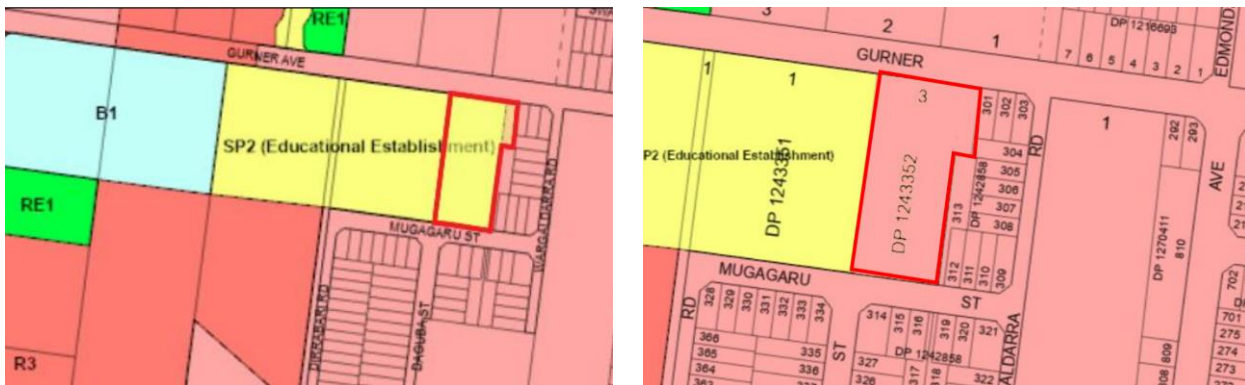 RE1
GURNER AVE
B1
SP2 (Educational Establishment)
RE1
MUGAGARU ST
WARGALDARRA RD
DIRRABARI RD
DAGUBA ST
R3
3
2
1
DP 1216693
7
6
5
4
3
2
1
EDMOND
GURNER
1
1
3
301
302
303
RD
1
292
293
P2 (Educational Establishment)
DP 1243351
DP 1243352
304
305
306
307
308
DP 1242858
313
312
311
310
309
AVE
DP 1270411
810
MUGAGARU
ST
RD
328
329
330
331
332
333
334
314
315
316
319
320
321
ALDARRA
702
701
275
274
366
365
364
335
336
ST
327
326
DP 1242858
317
318
322
809
808